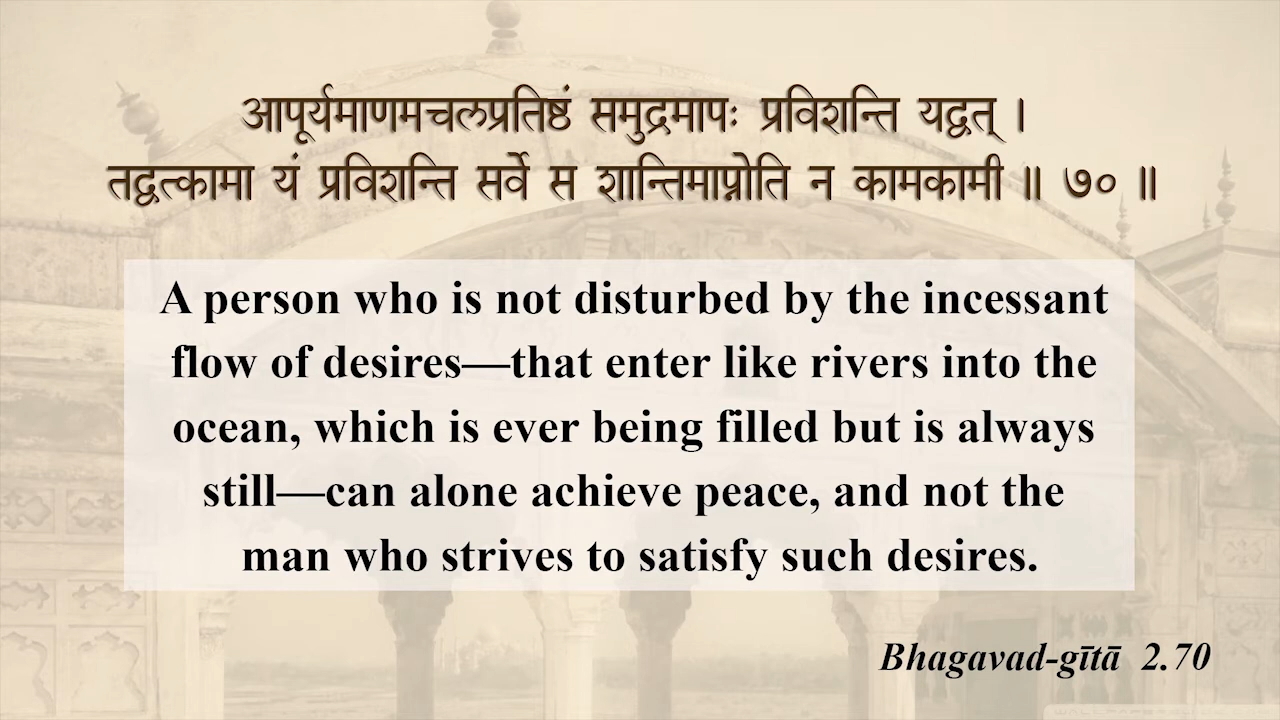 आपूर्यमाणमचलप्रतिष्ठं समुद्रमापः प्रविशन्ति यद्वत् ।
तद्वत्कामा यं प्रविशन्ति सर्वे स शान्तिमाप्नोति न कामकामी ॥ ७० ॥
A person who is not disturbed by the incessant
flow of desires—that enter like rivers into the
ocean, which is ever being filled but is always
still—can alone achieve peace, and not the
man who strives to satisfy such desires.
Bhagavad-gītā 2.70